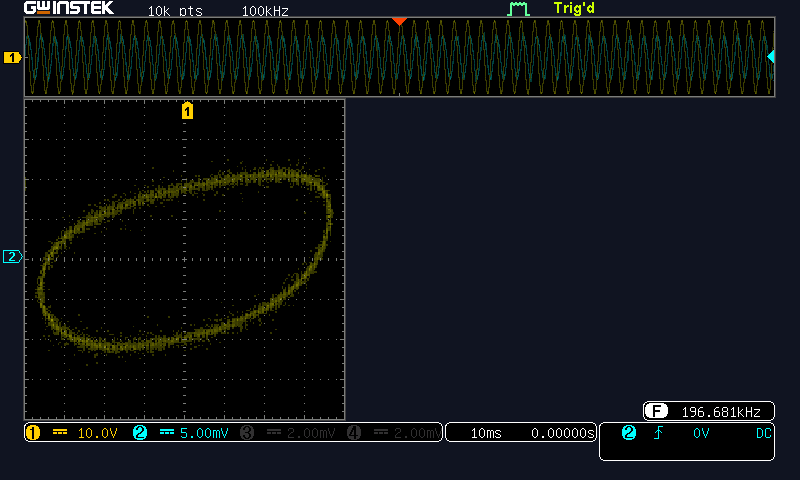 GWINSTEK 10k pts 100kHz Trig'd
1
1
2
F 196.681kHz
1 10.0V 2 5.00mV 3 2.00mV 4 2.00mV 10ms 0.00000s 2 0V DC